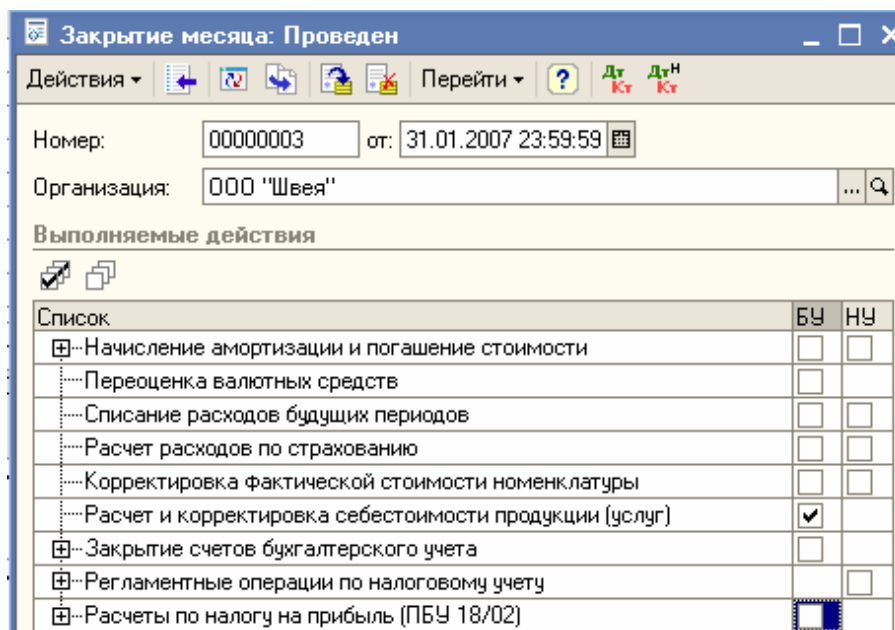 Закрытие месяца: Проведен
Действия Перейти ? Дт Кт ДтН Кт
Номер: 00000003 от: 31.01.2007 23:59:59
Организация: ООО "Швея" ...
Выполняемые действия
Список БУ НУ
Начисление амортизации и погашение стоимости
Переоценка валютных средств
Списание расходов будущих периодов
Расчет расходов по страхованию
Корректировка фактической стоимости номенклатуры
Расчет и корректировка себестоимости продукции (услуг)
Закрытие счетов бухгалтерского учета
Регламентные операции по налоговому учету
Расчеты по налогу на прибыль (ПБУ 18/02)